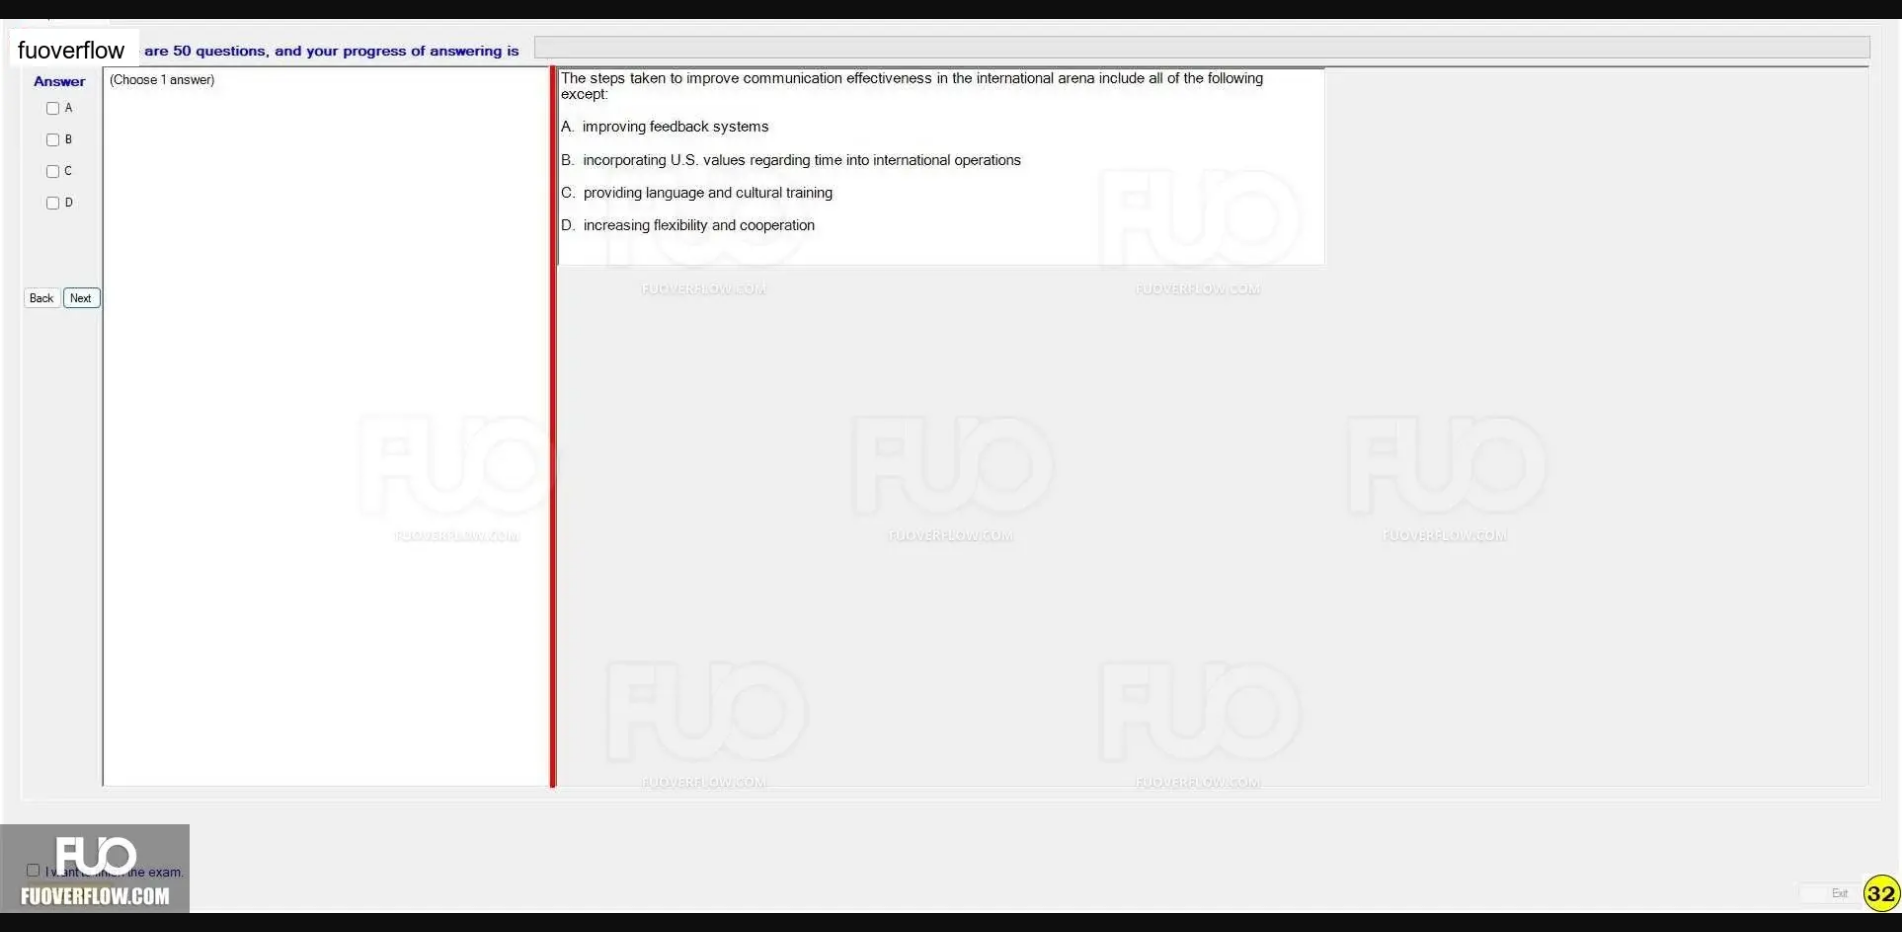 fuoverflow are 50 questions, and your progress of answering is
Answer
(Choose 1 answer)
A
B
C
D
Back Next
The steps taken to improve communication effectiveness in the international arena include all of the following
except:
A. improving feedback systems
B. incorporating U.S. values regarding time into international operations
C. providing language and cultural training
D. increasing flexibility and cooperation
FUO
FUOVERFLOW.COM
FUO
FUOVERFLOW.COM
FUO
FUOVERFLOW.COM
FUO
FUOVERFLOW.COM
FUO
FUOVERFLOW.COM
FUO
FUOVERFLOW.COM
FUO
FUOVERFLOW.COM
FUO
I want the exam.
FUOVERFLOW.COM
Exit 32